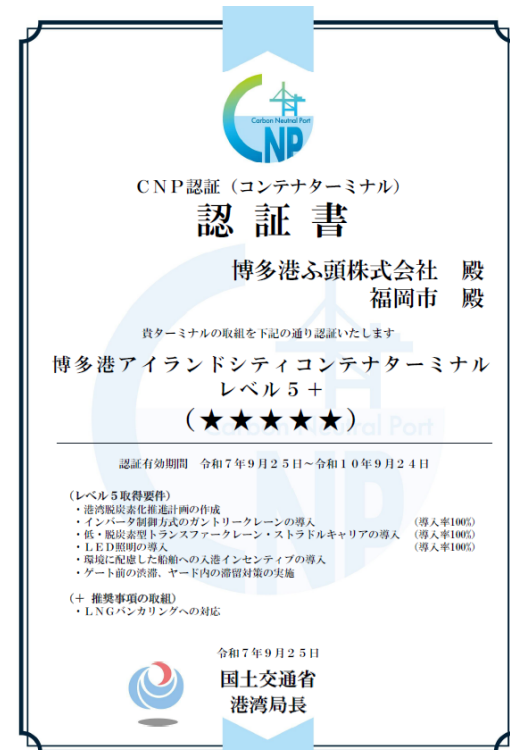 Carbon Neutral Port
CNP
CNP認証（コンテナターミナル）
認証書
博多港ふ頭株式会社　殿
福岡市　殿
貴ターミナルの取組を下記の通り認証いたします
博多港アイランドシティコンテナターミナル
レベル５＋
（★★★★★）
認証有効期間　令和７年９月２５日～令和１０年９月２４日
（レベル５取得要件）
・港湾脱炭素化推進計画の作成
・インバータ制御方式のガントリークレーンの導入　（導入率100%）
・低・脱炭素型トランスファークレーン・ストラドルキャリアの導入　（導入率100%）
・ＬＥＤ照明の導入　（導入率100%）
・環境に配慮した船舶への入港インセンティブの導入
・ゲート前の渋滞、ヤード内の滞留対策の実施
（＋ 推奨事項の取組）
・ＬＮＧバンカリングへの対応
令和７年９月２５日
国土交通省
港湾局長